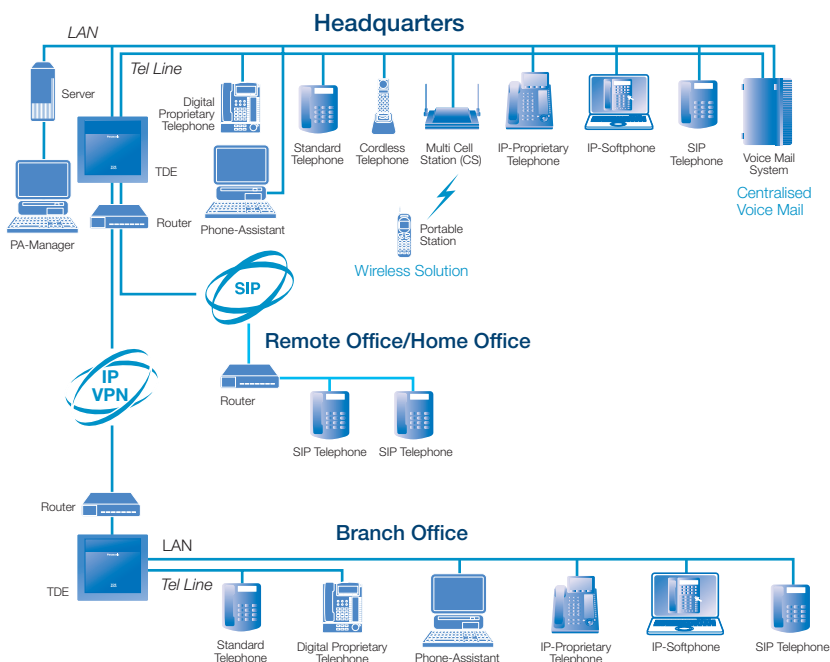 Headquarters
LAN
Tel Line
Server
Digital
Proprietary
Telephone
TDE
Standard
Telephone
Cordless
Telephone
Multi Cell
Station (CS)
IP-Proprietary
Telephone
IP-Softphone
SIP
Telephone
Voice Mail
System
Centralised
Voice Mail
PA-Manager
Router
Phone-Assistant
Portable
Station
Wireless Solution
SIP
Remote Office/Home Office
IP
VPN
Router
SIP Telephone
SIP Telephone
Router
Branch Office
LAN
TDE
Tel Line
Standard
Telephone
Digital Proprietary
Telephone
Phone-Assistant
IP-Proprietary
Telephone
IP-Softphone
SIP Telephone